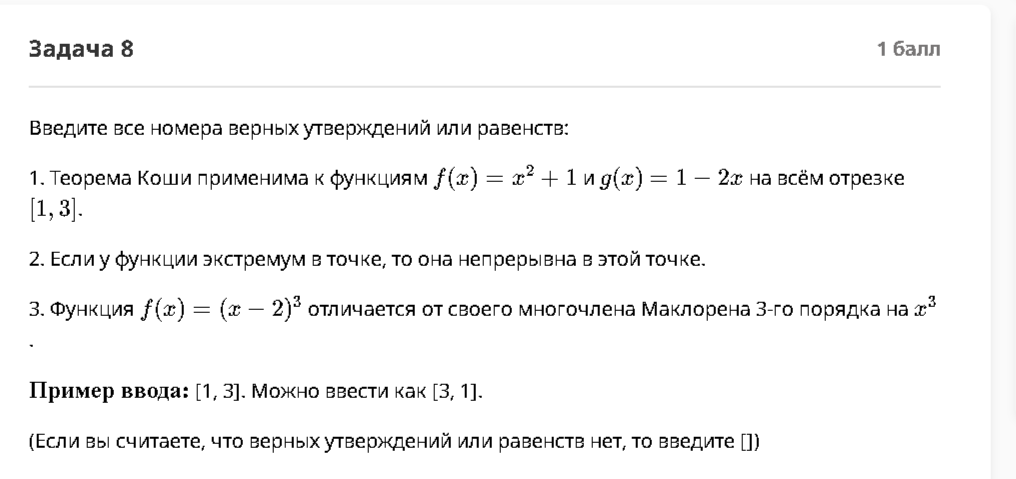 Задача 8
1 балл
Введите все номера верных утверждений или равенств:
1. Теорема Коши применима к функциям f(x) = x² + 1 и g(x) = 1 − 2x на всём отрезке
[1, 3].
2. Если у функции экстремум в точке, то она непрерывна в этой точке.
3. Функция f(x) = (x − 2)³ отличается от своего многочлена Маклорена 3-го порядка на x³
.
Пример ввода: [1, 3]. Можно ввести как [3, 1].
(Если вы считаете, что верных утверждений или равенств нет, то введите [])